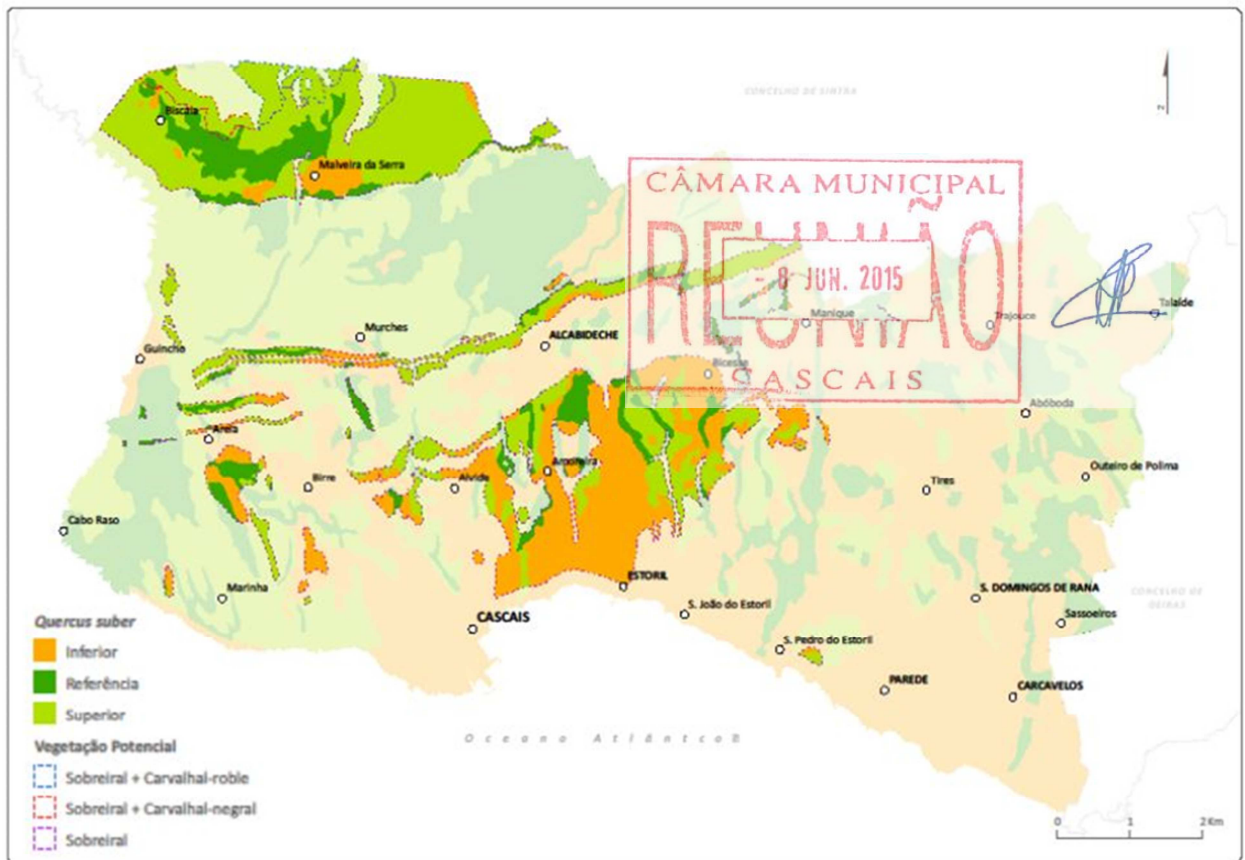 CONCELHO DE SINTRA
N
Biscaia
Malveira da Serra
CÂMARA MUNICIPAL
REUNIÃO
- 8 JUN. 2015
CASCAIS
Talaíde
Manique
Trajouce
Murches
ALCABIDECHE
Guincho
Bicesse
Abóboda
Areia
Birre
Alvide
Amoreira
Outeiro de Polima
Tires
Cabo Raso
Marinha
ESTORIL
S. João do Estoril
CASCAIS
S. DOMINGOS DE RANA
CONCELHO DE
OEIRAS
Sassoeiros
S. Pedro do Estoril
PAREDE
CARCAVELOS
Quercus suber
Inferior
Referência
Superior
Vegetação Potencial
Sobreiral + Carvalhal-roble
Sobreiral + Carvalhal-negral
Sobreiral
0 1 2 Km